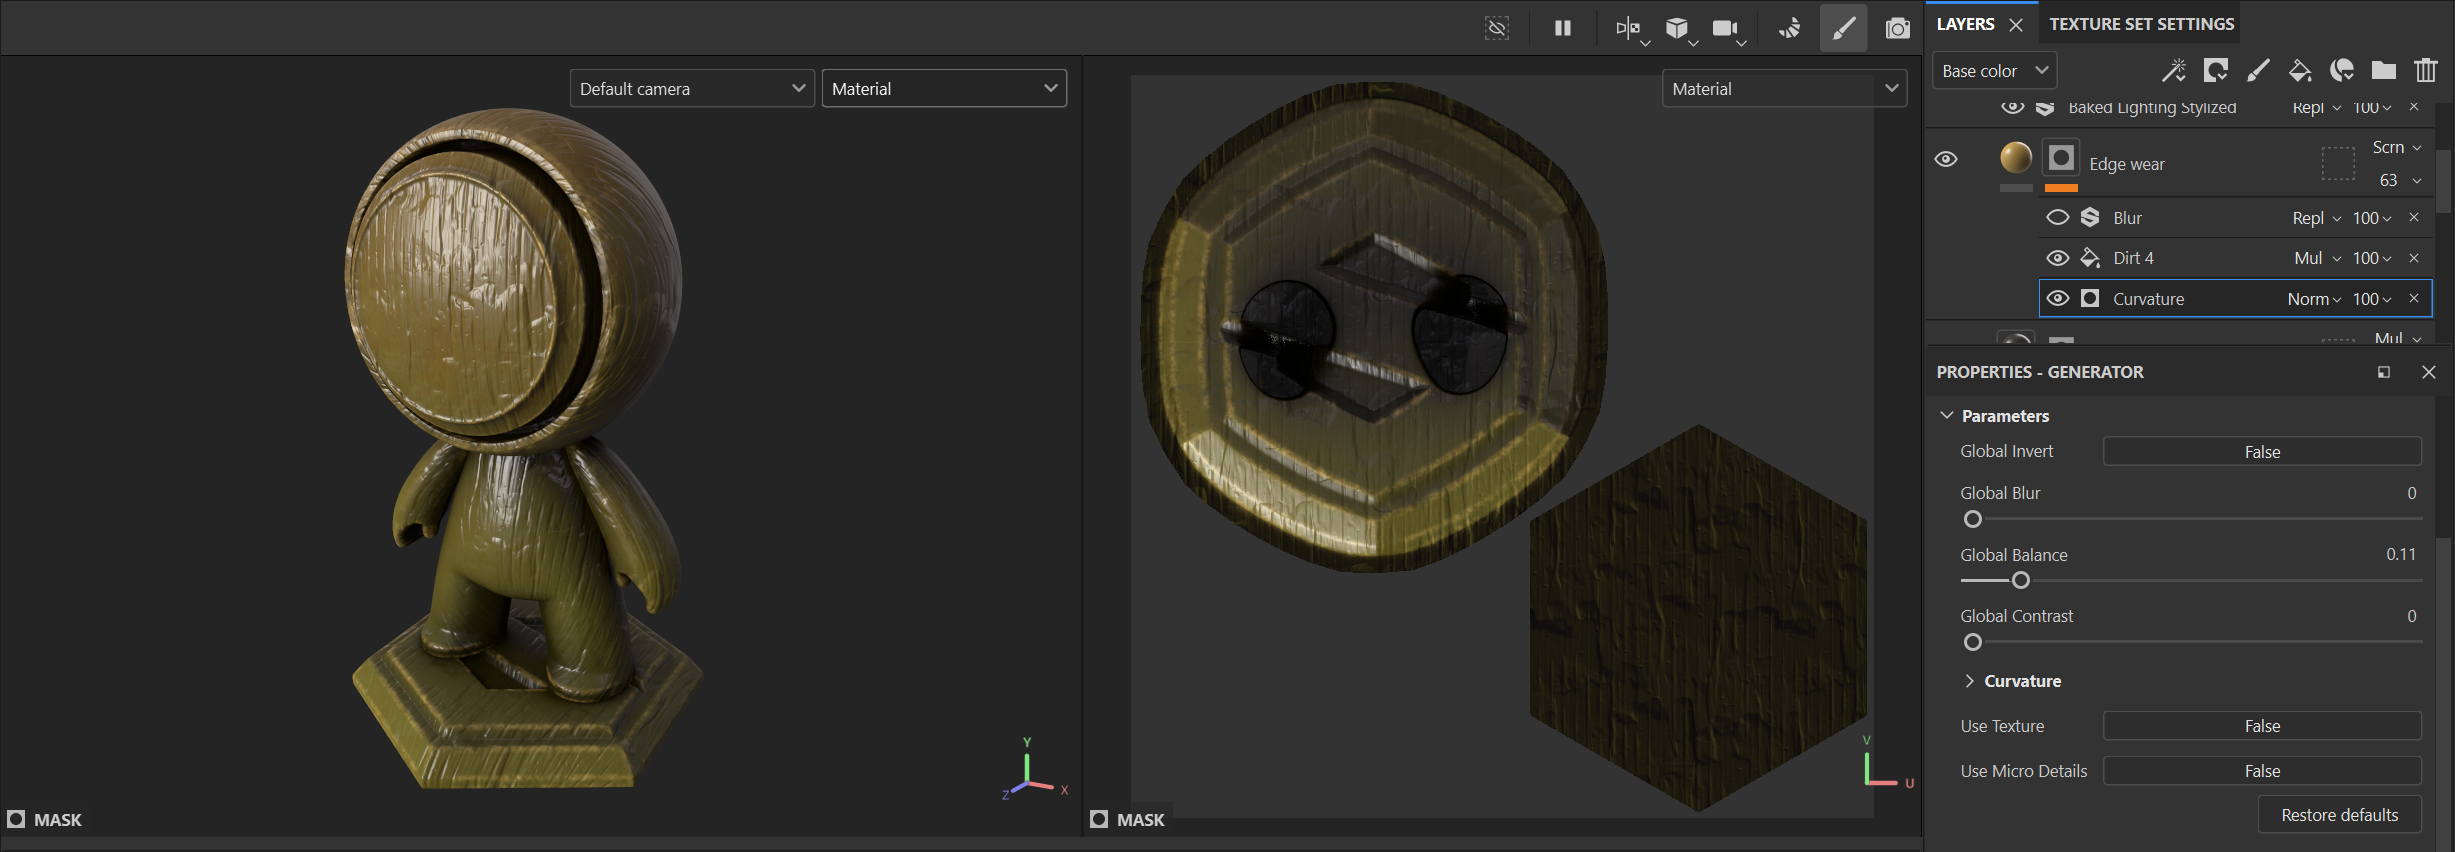 LAYERS
TEXTURE SET SETTINGS
Default camera
Material
Material
Base color
Baked Lighting Stylized Repl 100
Edge wear
Scrn
63
Blur Repl 100
Dirt 4 Mul 100
Curvature Norm 100
Mul
PROPERTIES - GENERATOR
Parameters
Global Invert False
Global Blur 0
Global Balance 0.11
Global Contrast 0
Curvature
Use Texture False
Use Micro Details False
Restore defaults
Y
X
Z
V
U
MASK
MASK